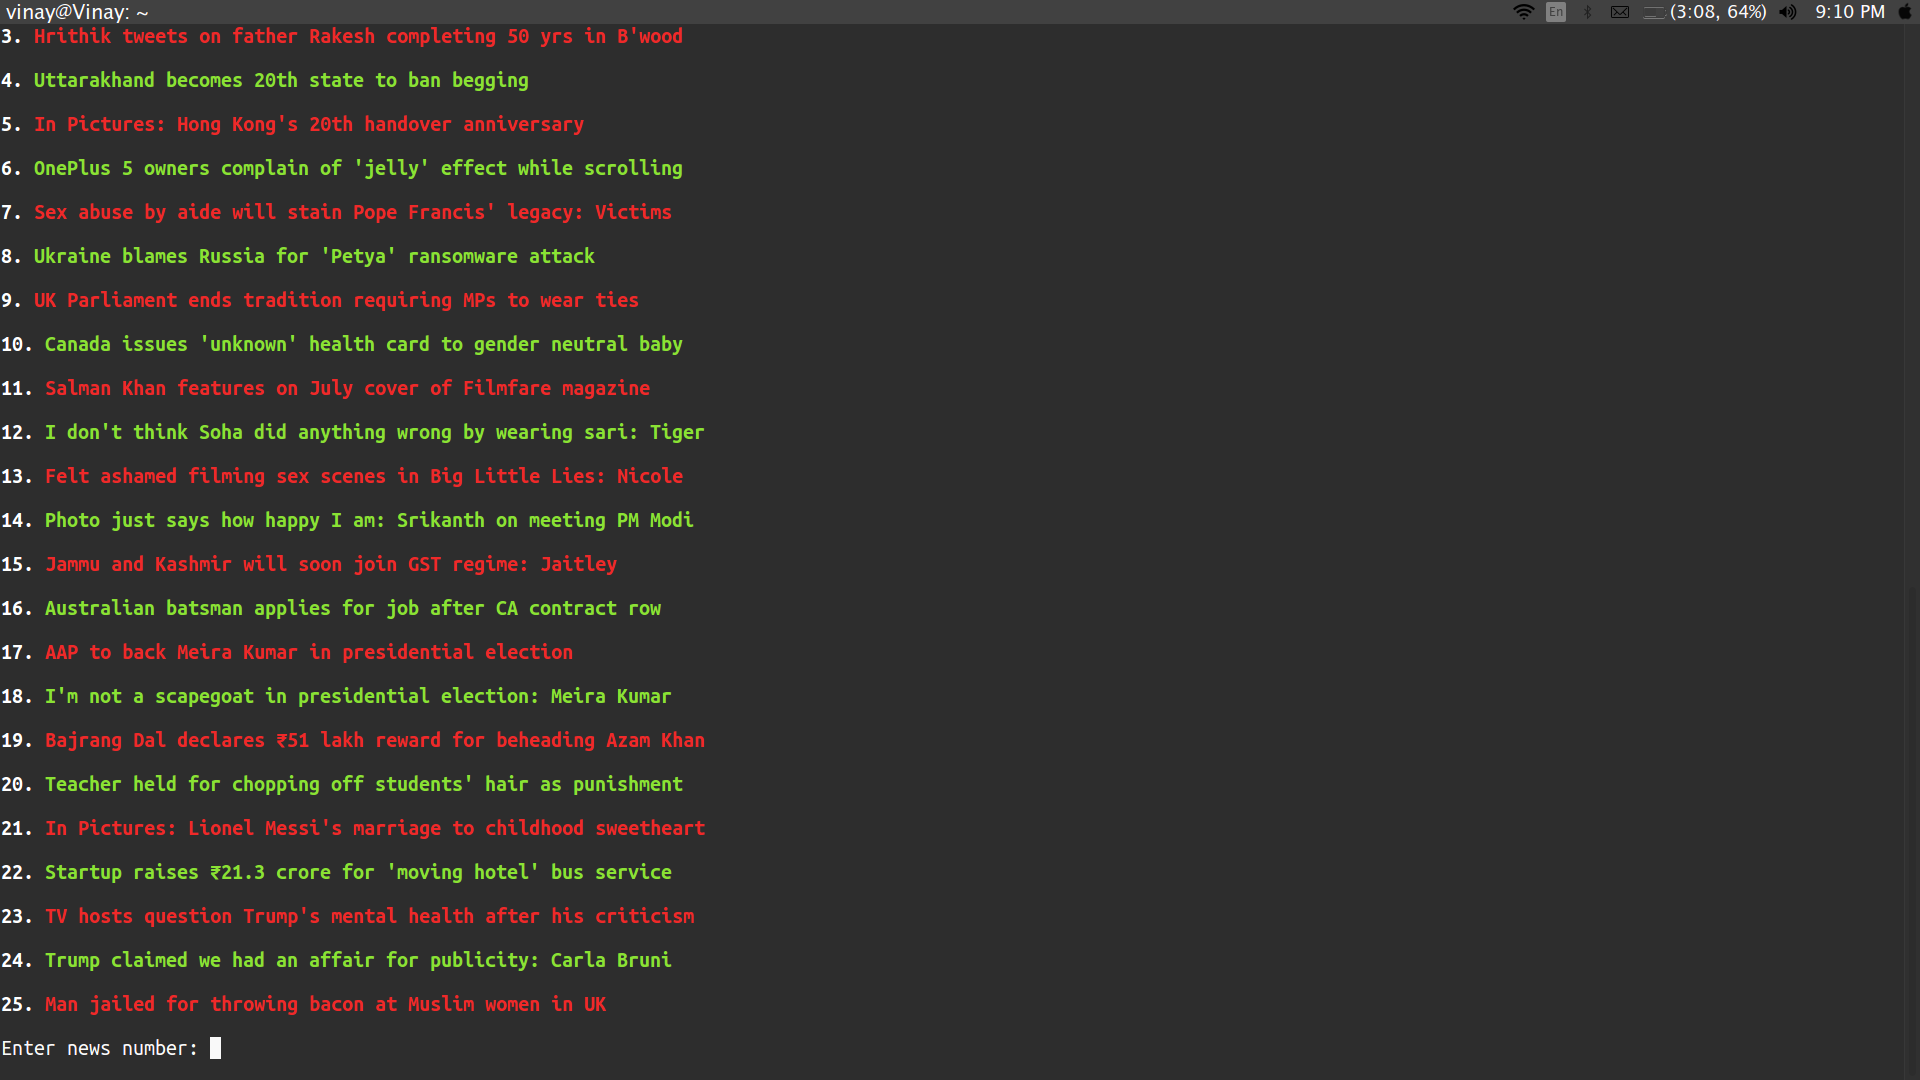 vinay@Vinay: ~ En (3:08, 64%) 9:10 PM
3. Hrithik tweets on father Rakesh completing 50 yrs in B'wood
4. Uttarakhand becomes 20th state to ban begging
5. In Pictures: Hong Kong's 20th handover anniversary
6. OnePlus 5 owners complain of 'jelly' effect while scrolling
7. Sex abuse by aide will stain Pope Francis' legacy: Victims
8. Ukraine blames Russia for 'Petya' ransomware attack
9. UK Parliament ends tradition requiring MPs to wear ties
10. Canada issues 'unknown' health card to gender neutral baby
11. Salman Khan features on July cover of Filmfare magazine
12. I don't think Soha did anything wrong by wearing sari: Tiger
13. Felt ashamed filming sex scenes in Big Little Lies: Nicole
14. Photo just says how happy I am: Srikanth on meeting PM Modi
15. Jammu and Kashmir will soon join GST regime: Jaitley
16. Australian batsman applies for job after CA contract row
17. AAP to back Meira Kumar in presidential election
18. I'm not a scapegoat in presidential election: Meira Kumar
19. Bajrang Dal declares ₹51 lakh reward for beheading Azam Khan
20. Teacher held for chopping off students' hair as punishment
21. In Pictures: Lionel Messi's marriage to childhood sweetheart
22. Startup raises ₹21.3 crore for 'moving hotel' bus service
23. TV hosts question Trump's mental health after his criticism
24. Trump claimed we had an affair for publicity: Carla Bruni
25. Man jailed for throwing bacon at Muslim women in UK
Enter news number: